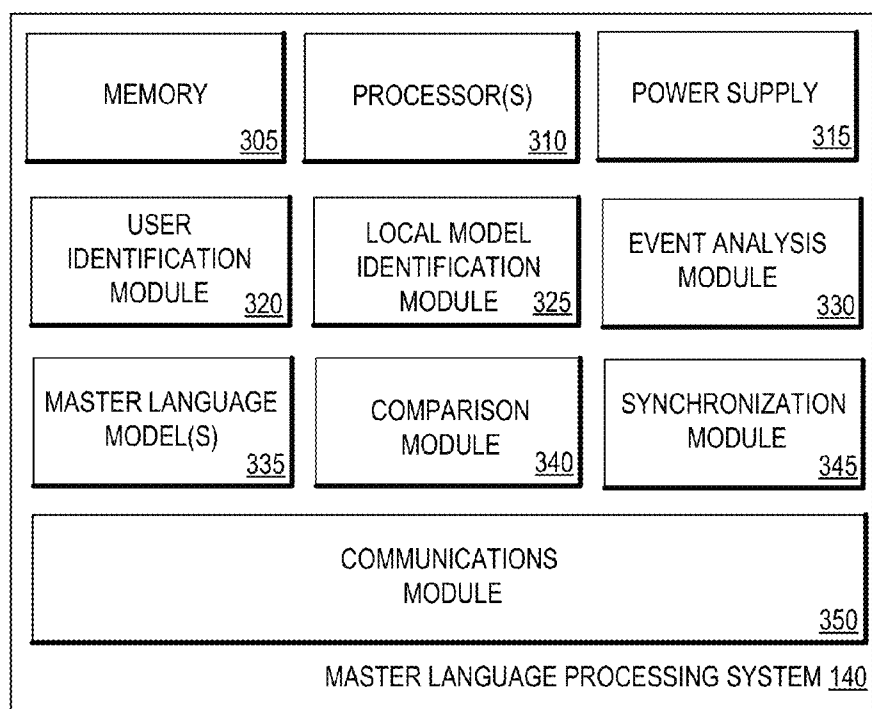 MEMORY
305
PROCESSOR(S)
310
POWER SUPPLY
315
USER
IDENTIFICATION
MODULE
320
LOCAL MODEL
IDENTIFICATION
MODULE
325
EVENT ANALYSIS
MODULE
330
MASTER LANGUAGE
MODEL(S)
335
COMPARISON
MODULE
340
SYNCHRONIZATION
MODULE
345
COMMUNICATIONS
MODULE
350
MASTER LANGUAGE PROCESSING SYSTEM 140